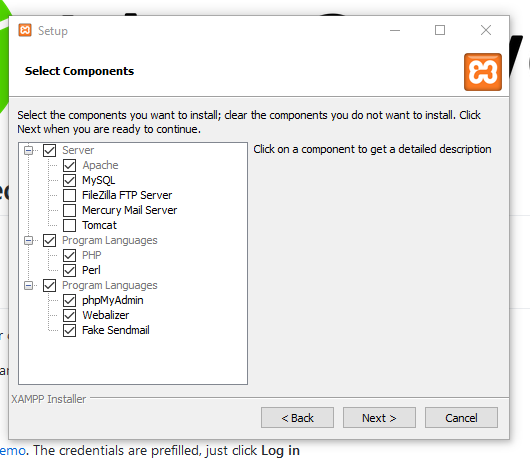 Setup
Select Components
Select the components you want to install; clear the components you do not want to install. Click
Next when you are ready to continue.
Server
Apache
MySQL
FileZilla FTP Server
Mercury Mail Server
Tomcat
Program Languages
PHP
Perl
Program Languages
phpMyAdmin
Webalizer
Fake Sendmail
Click on a component to get a detailed description
XAMPP Installer
< Back
Next >
Cancel
emo. The credentials are prefilled, just click Log in